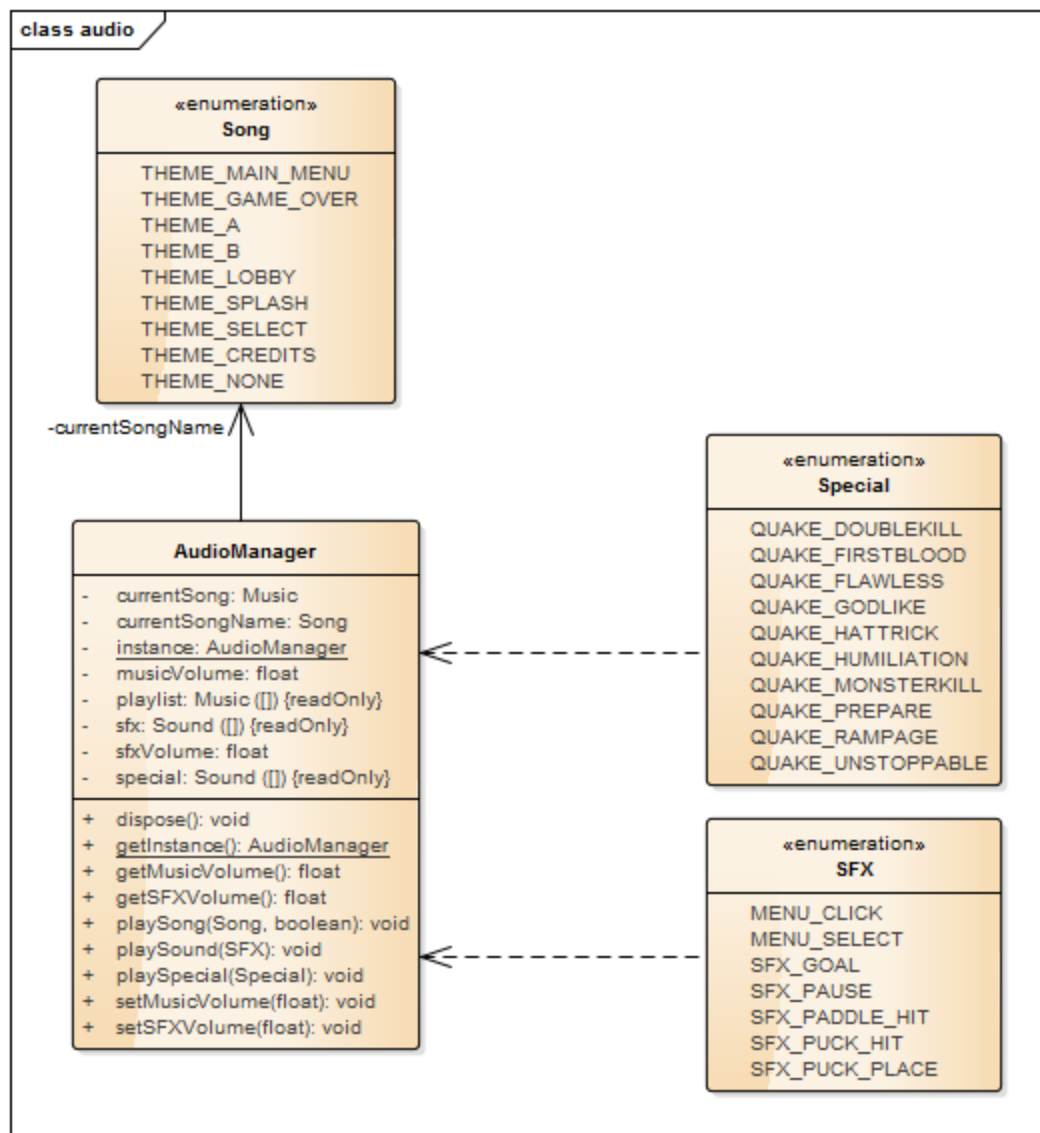 class audio
«enumeration»
Song
THEME_MAIN_MENU
THEME_GAME_OVER
THEME_A
THEME_B
THEME_LOBBY
THEME_SPLASH
THEME_SELECT
THEME_CREDITS
THEME_NONE
-currentSongName
AudioManager
- currentSong: Music
- currentSongName: Song
- instance: AudioManager
- musicVolume: float
- playlist: Music ([]) {readOnly}
- sfx: Sound ([]) {readOnly}
- sfxVolume: float
- special: Sound ([]) {readOnly}
+ dispose(): void
+ getInstance(): AudioManager
+ getMusicVolume(): float
+ getSFXVolume(): float
+ playSong(Song, boolean): void
+ playSound(SFX): void
+ playSpecial(Special): void
+ setMusicVolume(float): void
+ setSFXVolume(float): void
«enumeration»
Special
QUAKE_DOUBLEKILL
QUAKE_FIRSTBLOOD
QUAKE_FLAWLESS
QUAKE_GODLIKE
QUAKE_HATTRICK
QUAKE_HUMILIATION
QUAKE_MONSTERKILL
QUAKE_PREPARE
QUAKE_RAMPAGE
QUAKE_UNSTOPPABLE
«enumeration»
SFX
MENU_CLICK
MENU_SELECT
SFX_GOAL
SFX_PAUSE
SFX_PADDLE_HIT
SFX_PUCK_HIT
SFX_PUCK_PLACE